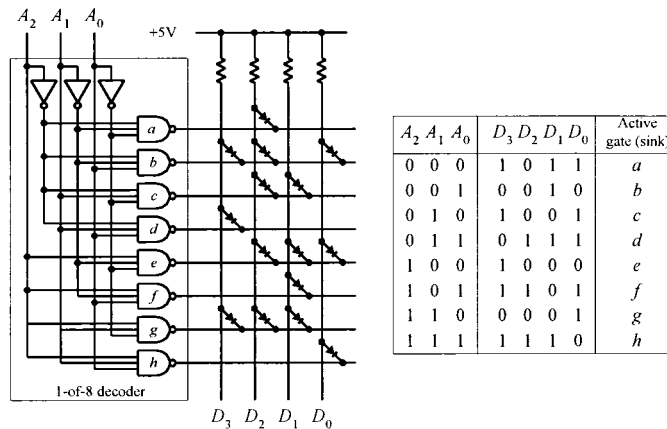 A2 A1 A0
+5V
a
b
c
d
e
f
g
h
1-of-8 decoder
D3 D2 D1 D0
A2 A1 A0 D3 D2 D1 D0 Active gate (sink)
0 0 0 1 0 1 1 a
0 0 1 0 0 1 0 b
0 1 0 1 0 0 1 c
0 1 1 0 1 1 1 d
1 0 0 1 0 0 0 e
1 0 1 1 1 0 1 f
1 1 0 0 0 0 1 g
1 1 1 1 1 1 0 h